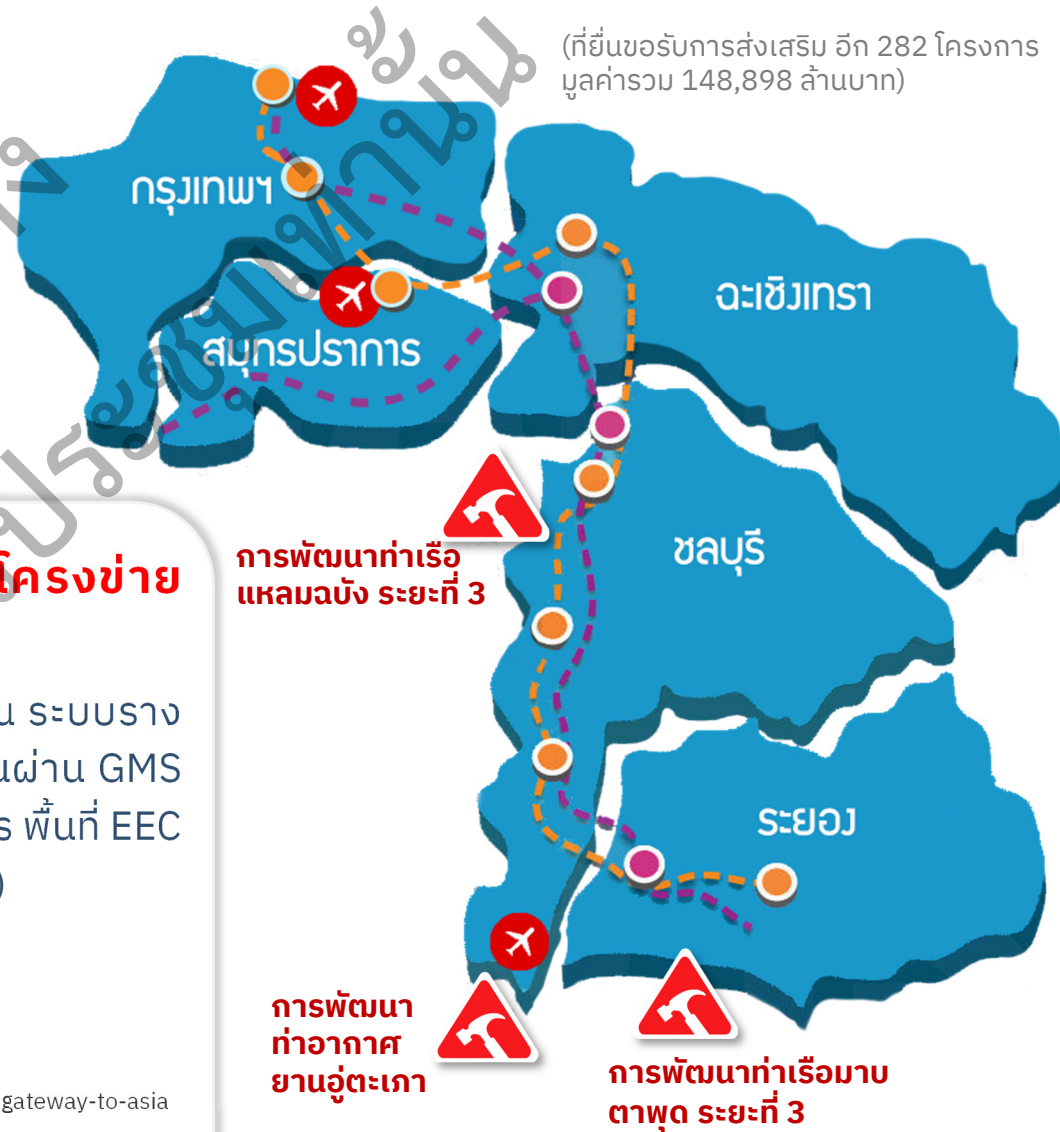 (ที่ยื่นขอรับการส่งเสริม อีก 282 โครงการ
มูลค่ารวม 148,898 ล้านบาท)
กรุงเทพฯ
ฉะเชิงเทรา
สมุทรปราการ
การพัฒนาท่าเรือ
แหลมฉบัง ระยะที่ 3
ชลบุรี
โครงข่าย
ระบบราง
GMS
พื้นที่ EEC
)
ระยอง
การพัฒนา
ท่าอากาศ
ยานอู่ตะเภา
gateway-to-asia
การพัฒนาท่าเรือมาบ
ตาพุด ระยะที่ 3